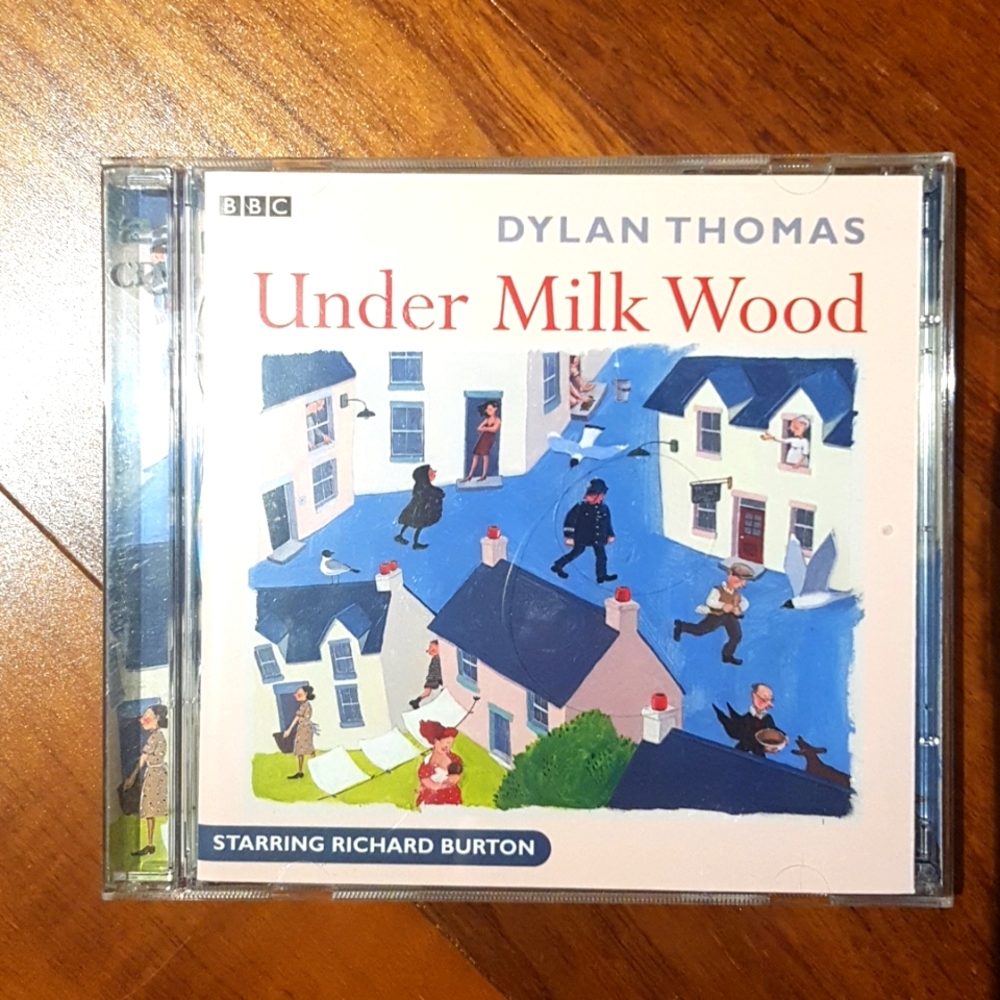 BBC
DYLAN THOMAS
Under Milk Wood
STARRING RICHARD BURTON